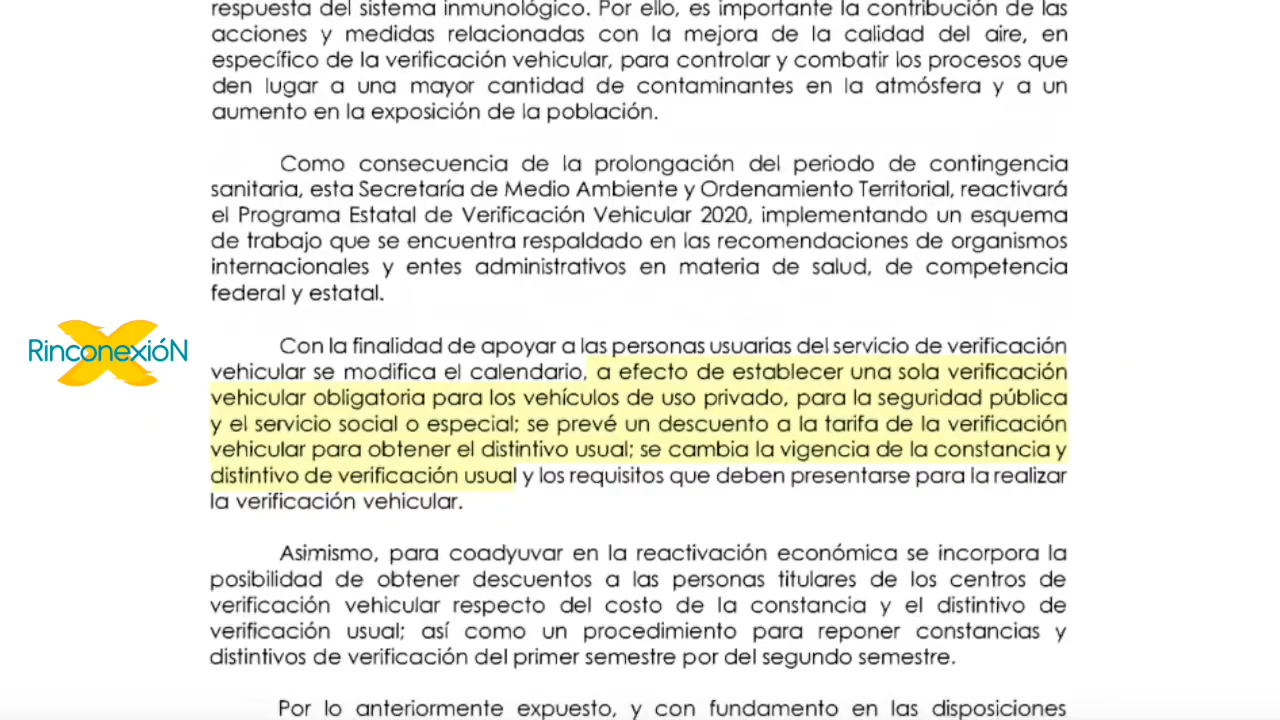 respuesta del sistema inmunológico. Por ello, es importante la contribución de las
acciones y medidas relacionadas con la mejora de la calidad del aire, en
específico de la verificación vehicular, para controlar y combatir los procesos que
den lugar a una mayor cantidad de contaminantes en la atmósfera y a un
aumento en la exposición de la población.
Como consecuencia de la prolongación del periodo de contingencia
sanitaria, esta Secretaría de Medio Ambiente y Ordenamiento Territorial, reactivará
el Programa Estatal de Verificación Vehicular 2020, implementando un esquema
de trabajo que se encuentra respaldado en las recomendaciones de organismos
internacionales y entes administrativos en materia de salud, de competencia
federal y estatal.
RinconexióN
Con la finalidad de apoyar a las personas usuarias del servicio de verificación
vehicular se modifica el calendario, a efecto de establecer una sola verificación
vehicular obligatoria para los vehículos de uso privado, para la seguridad pública
y el servicio social o especial; se prevé un descuento a la tarifa de la verificación
vehicular para obtener el distintivo usual; se cambia la vigencia de la constancia y
distintivo de verificación usual y los requisitos que deben presentarse para la realizar
la verificación vehicular.
Asimismo, para coadyuvar en la reactivación económica se incorpora la
posibilidad de obtener descuentos a las personas titulares de los centros de
verificación vehicular respecto del costo de la constancia y el distintivo de
verificación usual; así como un procedimiento para reponer constancias y
distintivos de verificación del primer semestre por del segundo semestre.
Por lo anteriormente expuesto, y con fundamento en las disposiciones